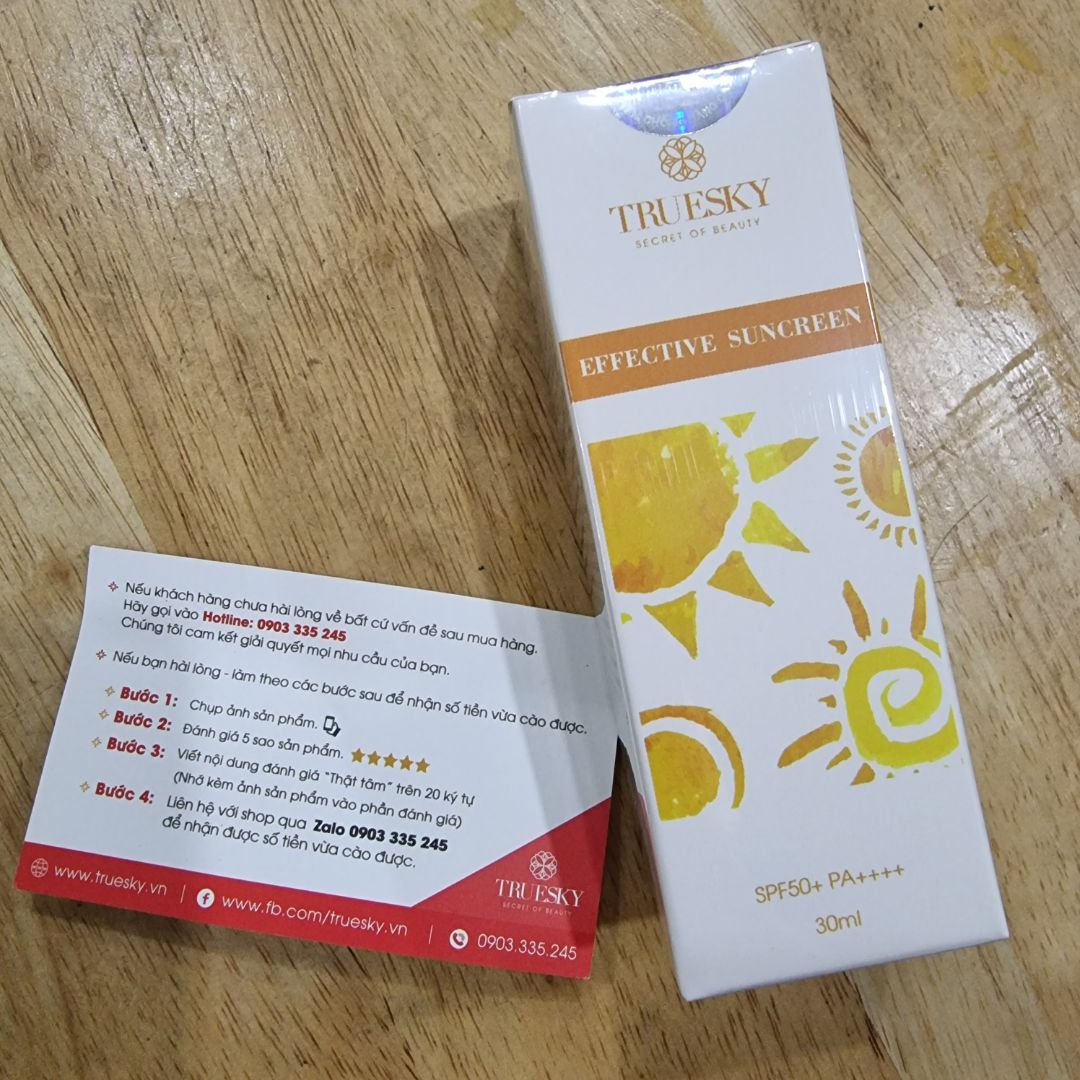 TRUESKY
SECRET OF BEAUTY
EFFECTIVE SUNCREEN
SPF50+ PA++++
30ml
Nếu khách hàng chưa hài lòng về bất cứ vấn đề sau mua hàng.
Hãy gọi vào Hotline: 0903 335 245
Chúng tôi cam kết giải quyết mọi nhu cầu của bạn.
Nếu bạn hài lòng - làm theo các bước sau để nhận số tiền vừa cào được.
Bước 1: Chụp ảnh sản phẩm.
Bước 2: Đánh giá 5 sao sản phẩm.
Bước 3: Viết nội dung đánh giá "Thật tâm" trên 20 ký tự
(Nhớ kèm ảnh sản phẩm vào phần đánh giá)
Bước 4: Liên hệ với shop qua Zalo 0903 335 245
để nhận được số tiền vừa cào được.
TRUESKY
SECRET OF BEAUTY
www.truesky.vn | www.fb.com/truesky.vn | 0903.335.245